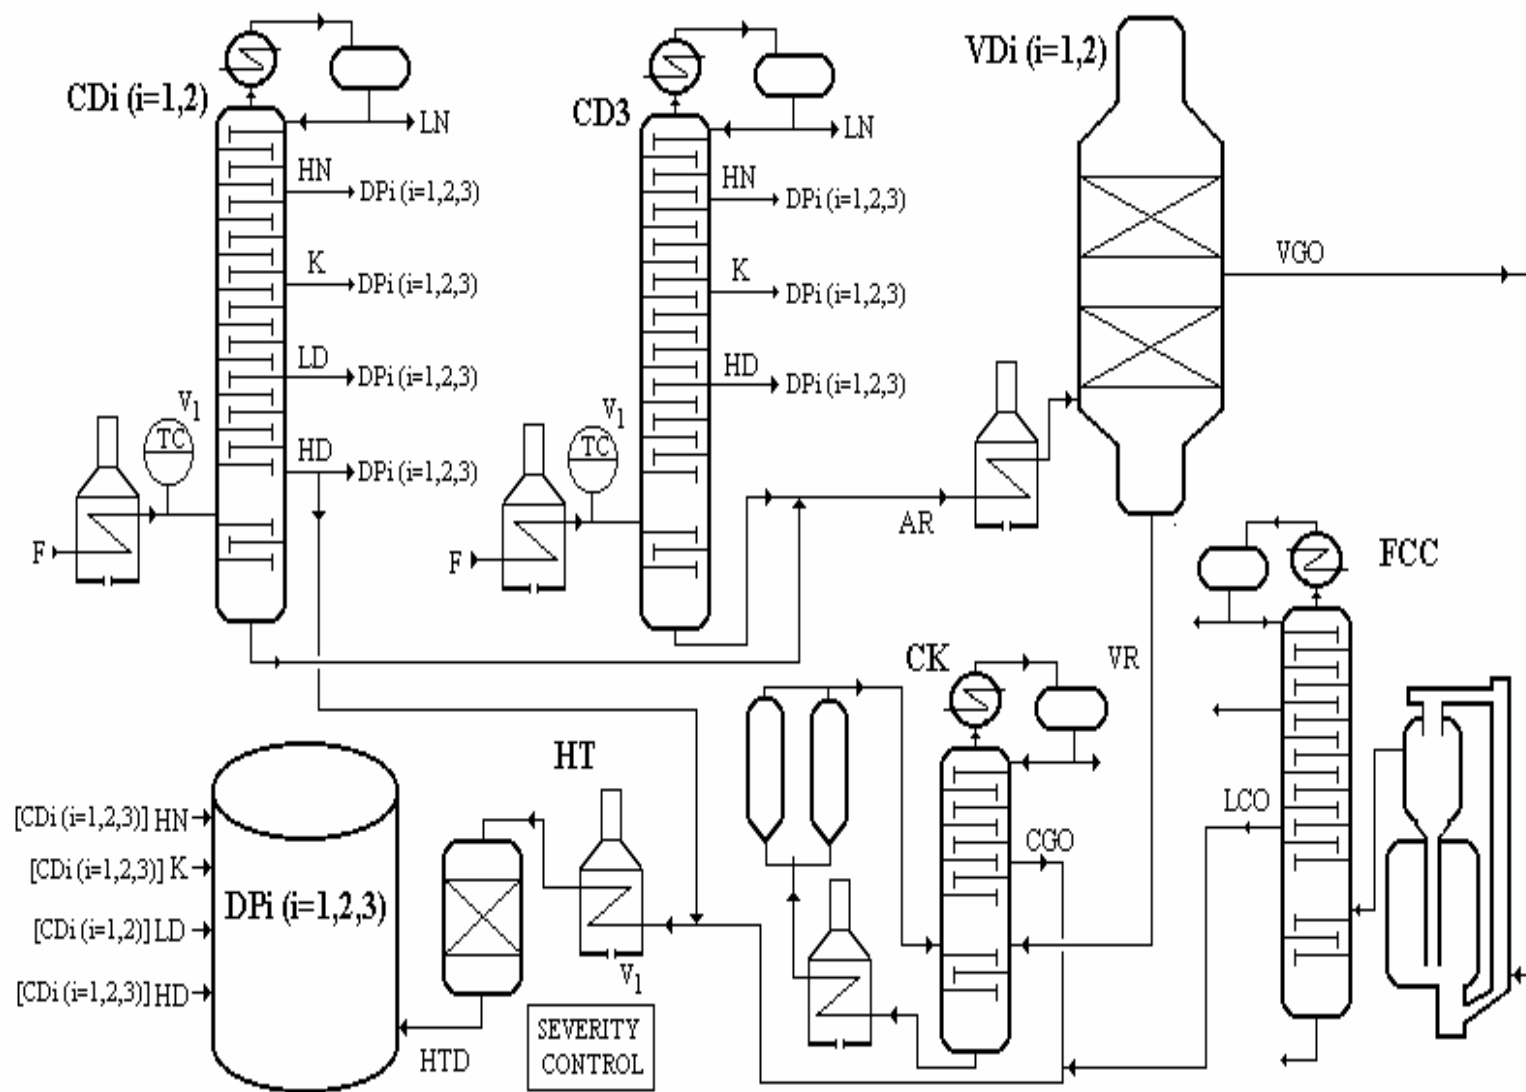 CDi (i=1,2)
LN
HN
DPi (i=1,2,3)
K
DPi (i=1,2,3)
LD
DPi (i=1,2,3)
HD
DPi (i=1,2,3)
V1
TC
F
CD3
LN
HN
DPi (i=1,2,3)
K
DPi (i=1,2,3)
HD
DPi (i=1,2,3)
V1
TC
F
AR
VDi (i=1,2)
VGO
VR
FCC
LCO
CK
CGO
HT
V1
SEVERITY
CONTROL
HTD
DPi (i=1,2,3)
[CDi (i=1,2,3)] HN
[CDi (i=1,2,3)] K
[CDi (i=1,2)] LD
[CDi (i=1,2,3)] HD